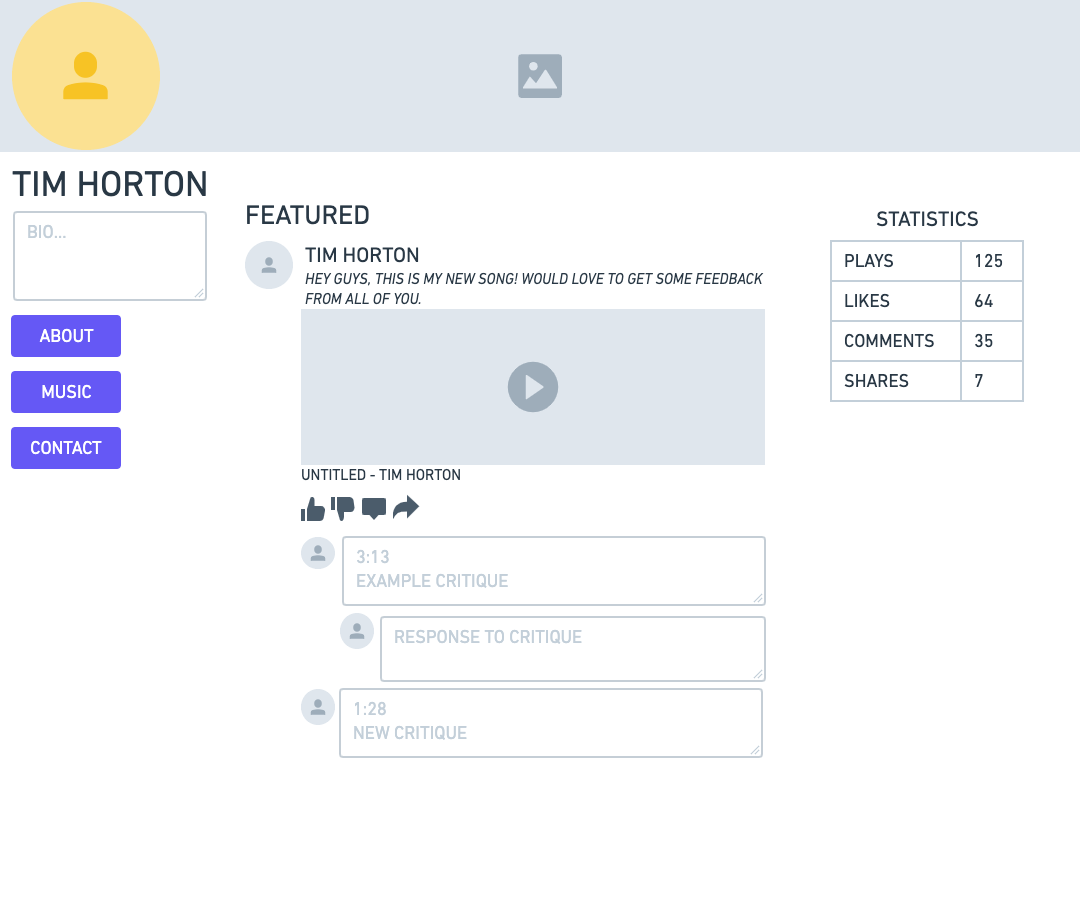 TIM HORTON
BIO...
ABOUT
MUSIC
CONTACT
FEATURED
TIM HORTON
HEY GUYS, THIS IS MY NEW SONG! WOULD LOVE TO GET SOME FEEDBACK
FROM ALL OF YOU.
UNTITLED - TIM HORTON
3:13
EXAMPLE CRITIQUE
RESPONSE TO CRITIQUE
1:28
NEW CRITIQUE
STATISTICS
PLAYS 125
LIKES 64
COMMENTS 35
SHARES 7